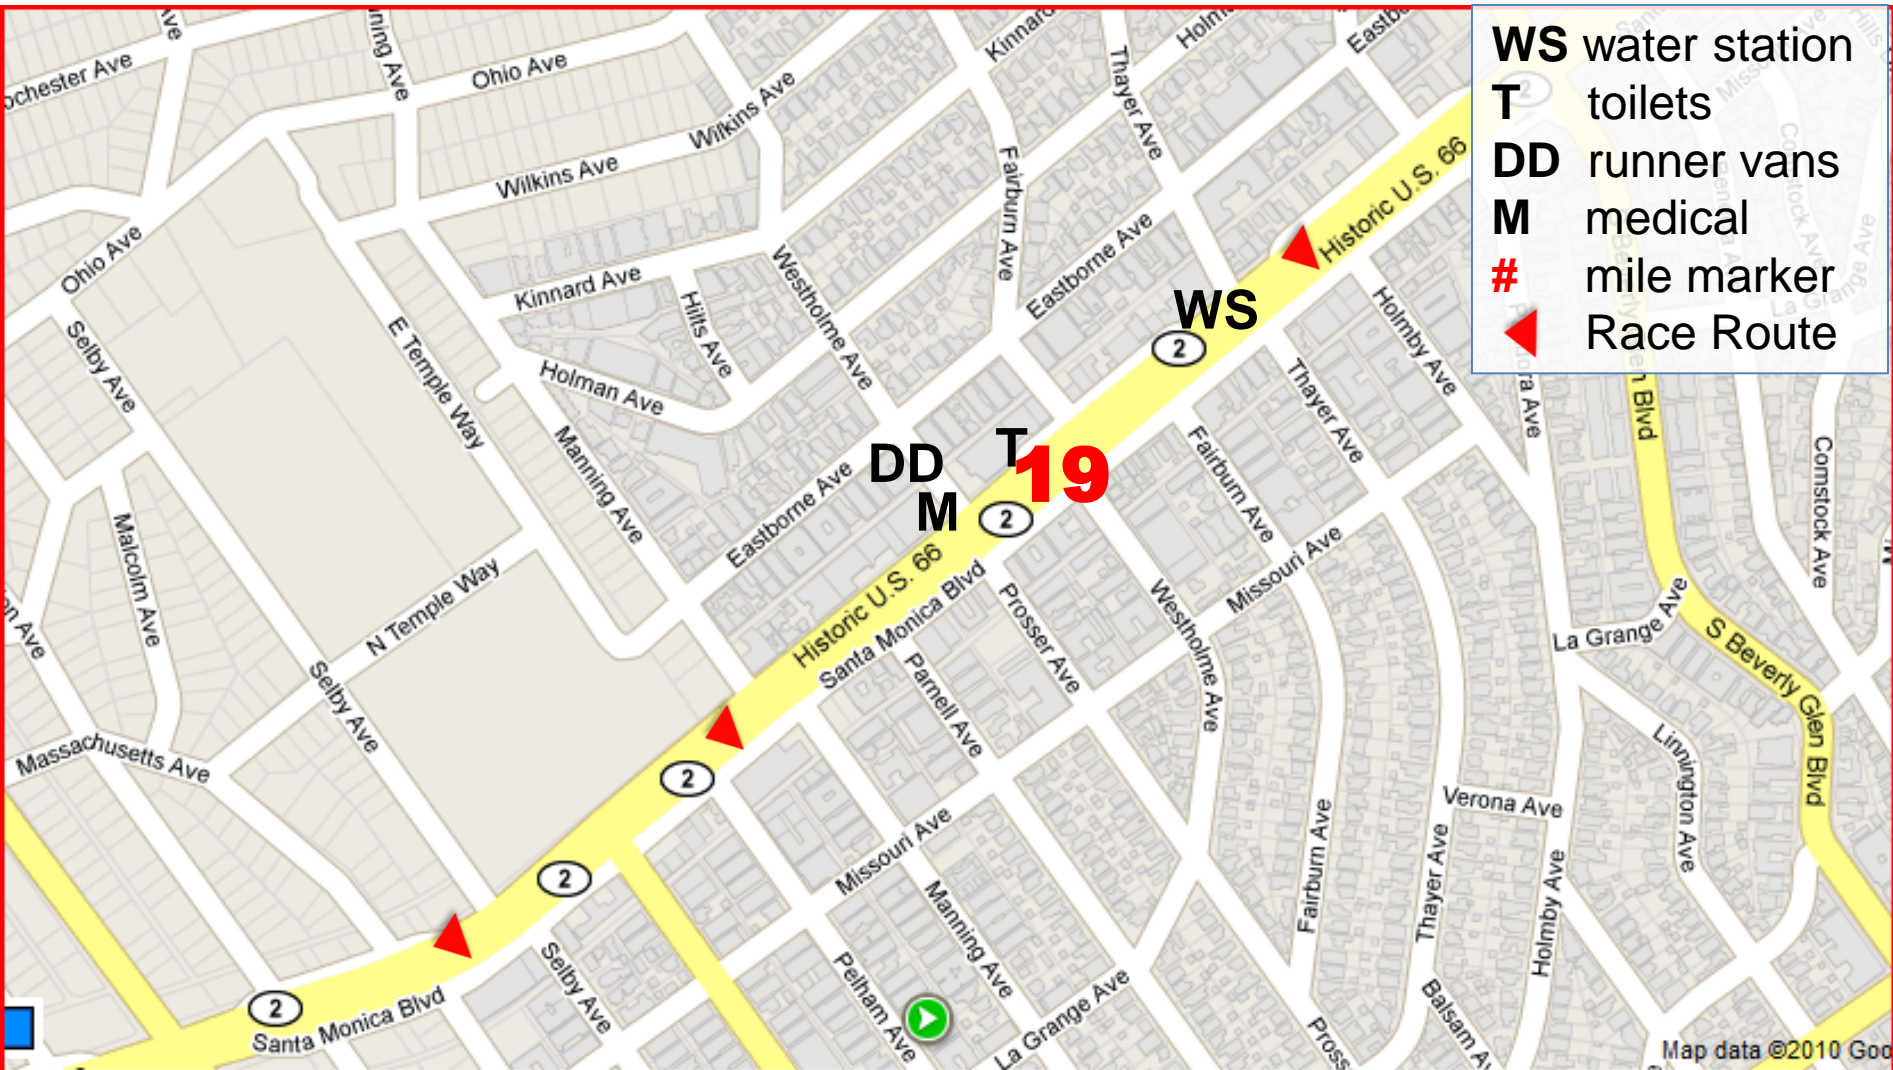 WS water station
T toilets
DD runner vans
M medical
# mile marker
Race Route
Ohio Ave
Wilkins Ave
Wilkins Ave
Kinnard Ave
Hilts Ave
Holman Ave
Westholme Ave
Fairburn Ave
Thayer Ave
Eastborne Ave
Historic U.S. 66
WS
2
Holmby Ave
Thayer Ave
Ohio Ave
Selby Ave
E Temple Way
Manning Ave
Eastborne Ave
DD
T
19
M
2
Historic U.S. 66
Santa Monica Blvd
Fairburn Ave
Missouri Ave
Westholme Ave
Prosser Ave
Parnell Ave
Malcolm Ave
N Temple Way
Selby Ave
Massachusetts Ave
2
2
2
Santa Monica Blvd
Selby Ave
Missouri Ave
Manning Ave
Pelham Ave
La Grange Ave
Fairburn Ave
Thayer Ave
Verona Ave
Holmby Ave
Linnington Ave
La Grange Ave
S Beverly Glen Blvd
Comstock Ave
Blvd
Ave
Balsam
Map data ©2010